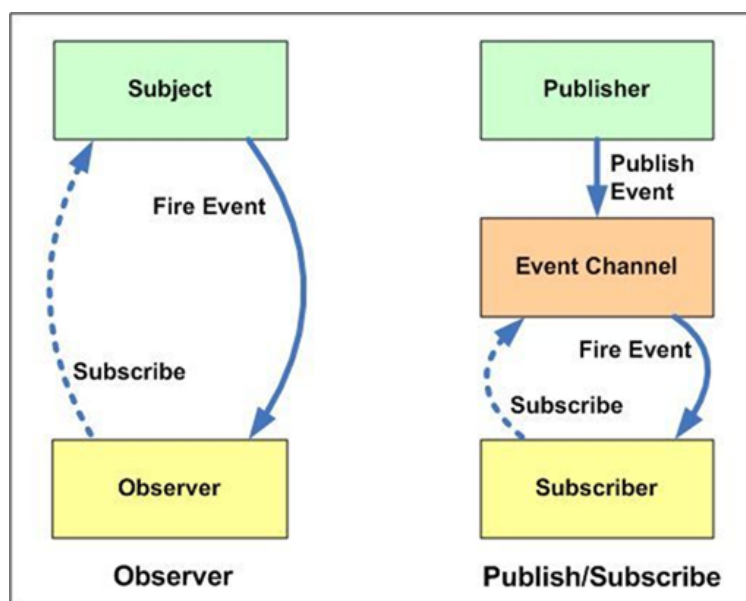 Subject
Fire Event
Subscribe
Observer
Observer
Publisher
Publish
Event
Event Channel
Fire Event
Subscribe
Subscriber
Publish/Subscribe